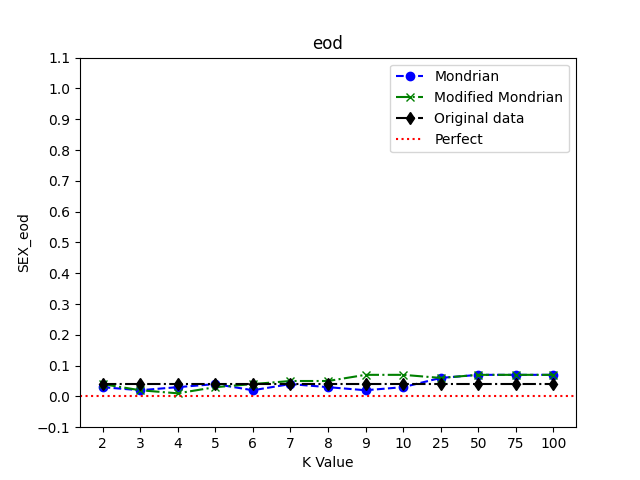 eod
1.1
1.0
0.9
0.8
0.7
0.6
0.5
0.4
0.3
0.2
0.1
0.0
−0.1
SEX_eod
Mondrian
Modified Mondrian
Original data
Perfect
2 3 4 5 6 7 8 9 10 25 50 75 100
K Value